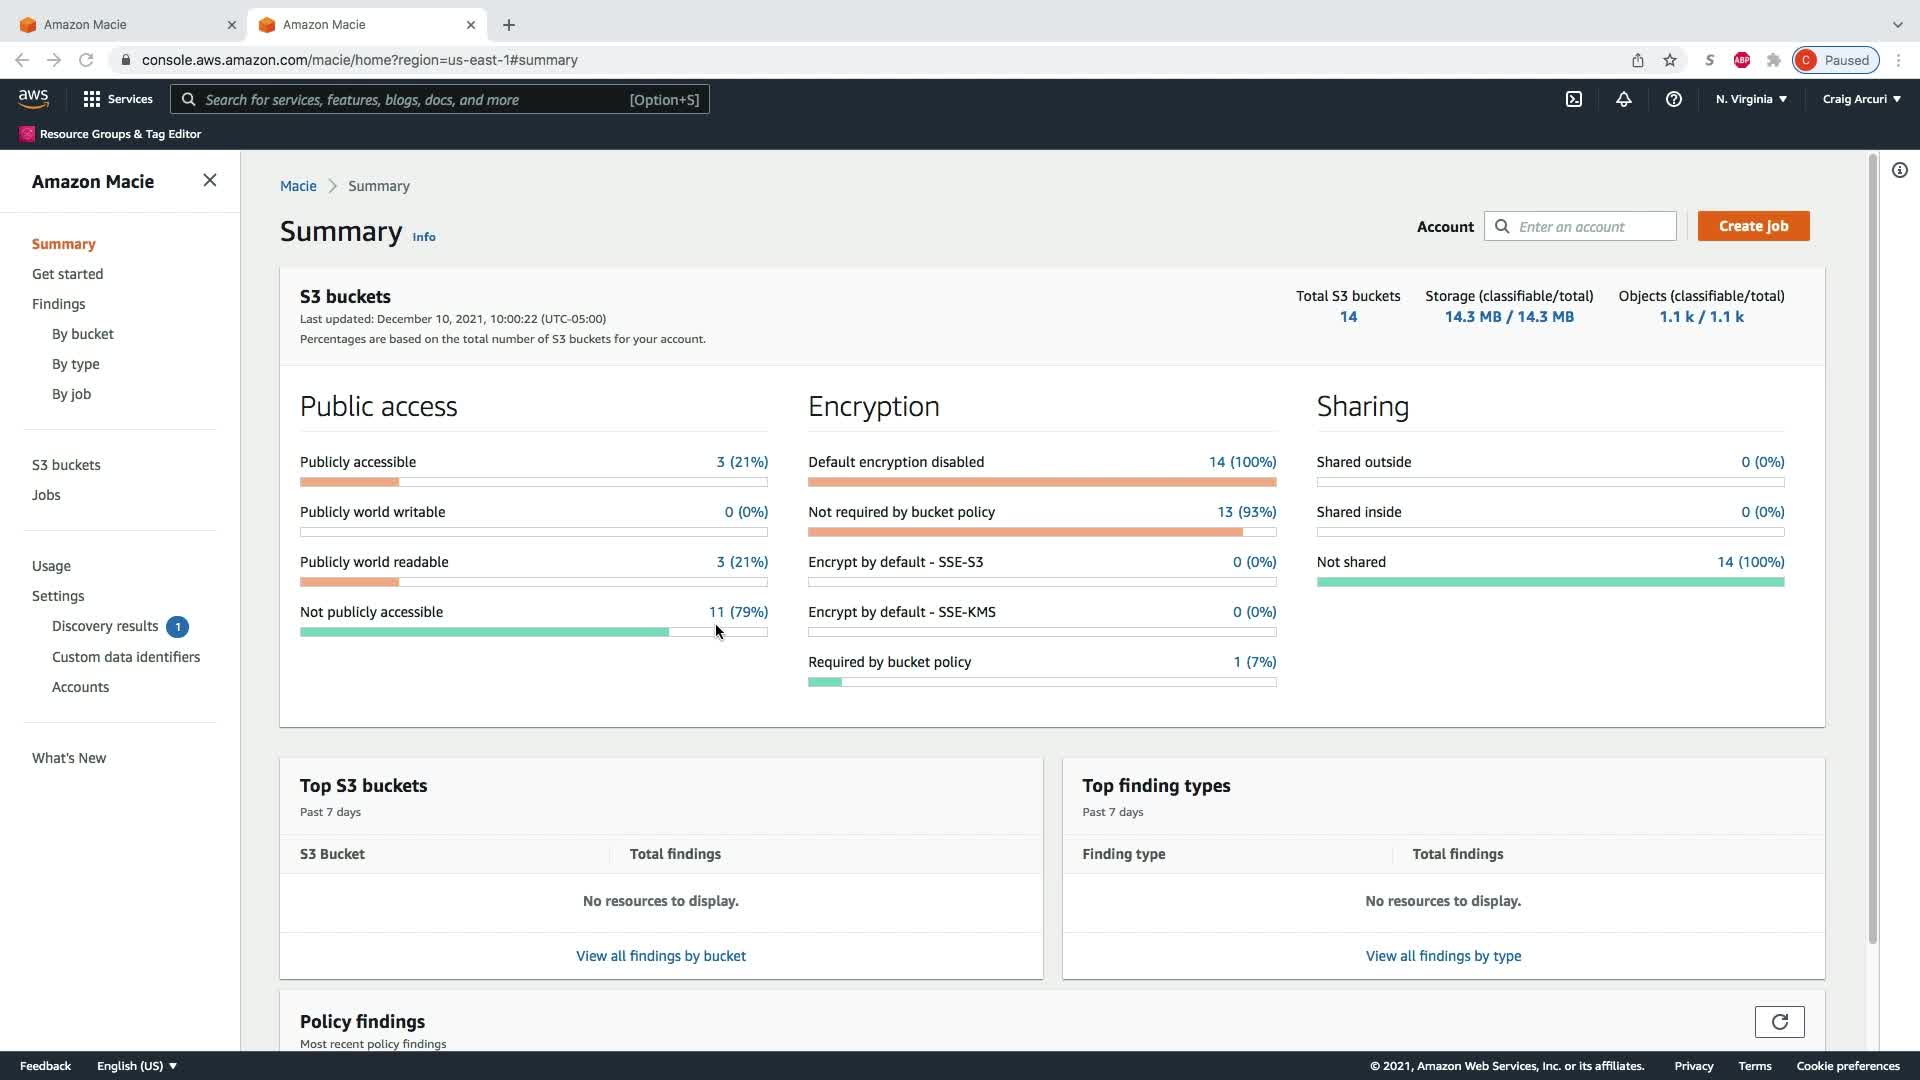 Amazon Macie
Amazon Macie
console.aws.amazon.com/macie/home?region=us-east-1#summary
S
ABP
C
Paused
aws
Services
Search for services, features, blogs, docs, and more
[Option+S]
N. Virginia
Craig Arcuri
Resource Groups & Tag Editor
Amazon Macie
Summary
Get started
Findings
By bucket
By type
By job
S3 buckets
Jobs
Usage
Settings
Discovery results 1
Custom data identifiers
Accounts
What's New
Macie Summary
Summary Info
Account
Enter an account
Create job
S3 buckets
Last updated: December 10, 2021, 10:00:22 (UTC-05:00)
Percentages are based on the total number of S3 buckets for your account.
Total S3 buckets
14
Storage (classifiable/total)
14.3 MB / 14.3 MB
Objects (classifiable/total)
1.1 k / 1.1 k
Public access
Publicly accessible 3 (21%)
Publicly world writable 0 (0%)
Publicly world readable 3 (21%)
Not publicly accessible 11 (79%)
Encryption
Default encryption disabled 14 (100%)
Not required by bucket policy 13 (93%)
Encrypt by default - SSE-S3 0 (0%)
Encrypt by default - SSE-KMS 0 (0%)
Required by bucket policy 1 (7%)
Sharing
Shared outside 0 (0%)
Shared inside 0 (0%)
Not shared 14 (100%)
Top S3 buckets
Past 7 days
S3 Bucket Total findings
No resources to display.
View all findings by bucket
Top finding types
Past 7 days
Finding type Total findings
No resources to display.
View all findings by type
Policy findings
Most recent policy findings
Feedback English (US)
© 2021, Amazon Web Services, Inc. or its affiliates. Privacy Terms Cookie preferences